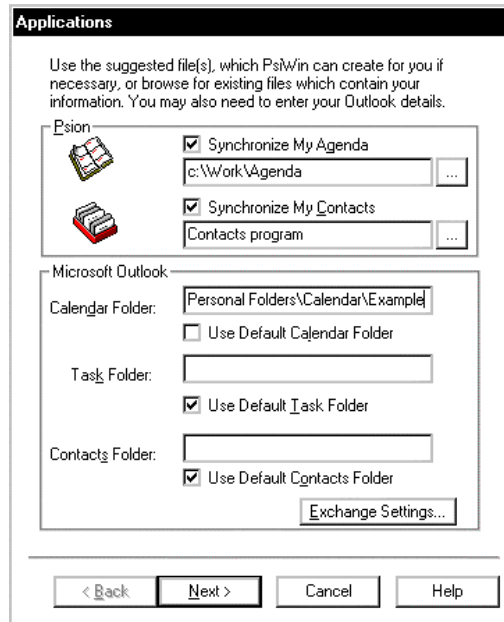 Applications
Use the suggested file(s), which PsiWin can create for you if
necessary, or browse for existing files which contain your
information. You may also need to enter your Outlook details.
Psion
Synchronize My Agenda
c:\Work\Agenda
...
Synchronize My Contacts
Contacts program
...
Microsoft Outlook
Calendar Folder:
Personal Folders\Calendar\Example
Use Default Calendar Folder
Task Folder:
Use Default Task Folder
Contacts Folder:
Use Default Contacts Folder
Exchange Settings...
< Back
Next >
Cancel
Help